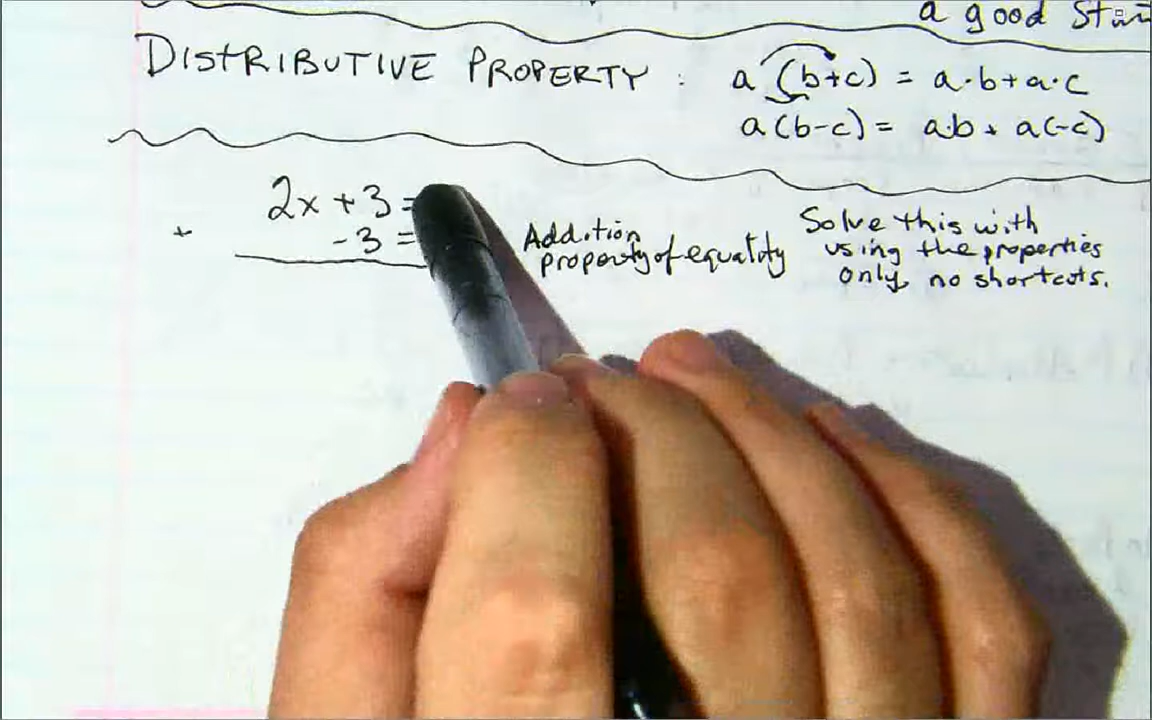 a good
DISTRIBUTIVE PROPERTY : a (b+c) = a·b+a·c
a(b-c) = a·b + a(-c)
2x + 3 =
+ -3 =
Addition
property of equality
Solve this with
using the properties
only, no shortcuts.